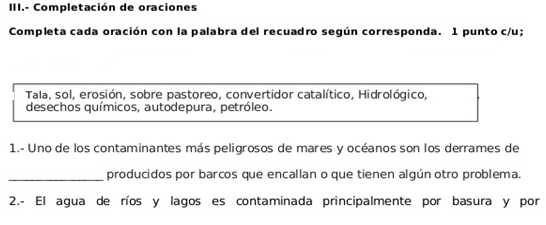 III.- Completación de oraciones
Completa cada oración con la palabra del recuadro según corresponda. 1 punto c/u;
Tala, sol, erosión, sobre pastoreo, convertidor catalítico, Hidrológico,
desechos químicos, autodepura, petróleo.
1.- Uno de los contaminantes más peligrosos de mares y océanos son los derrames de
________________ producidos por barcos que encallan o que tienen algún otro problema.
2.- El agua de ríos y lagos es contaminada principalmente por basura y por